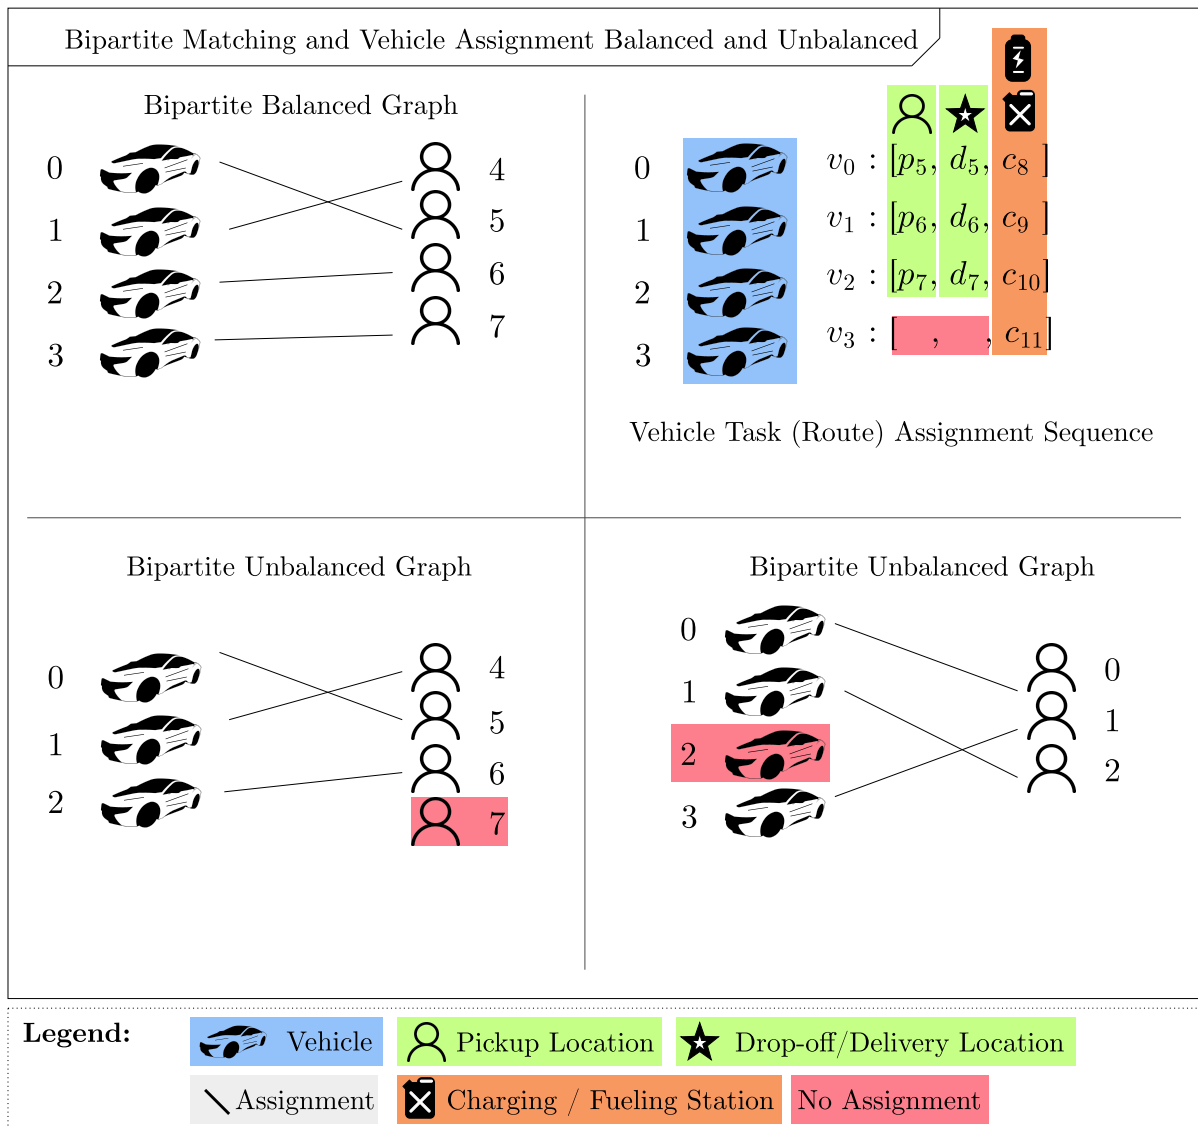 Bipartite Matching and Vehicle Assignment Balanced and Unbalanced
Bipartite Balanced Graph
0
1
2
3
4
5
6
7
0
1
2
3
v₀ : [p₅, d₅, c₈ ]
v₁ : [p₆, d₆, c₉ ]
v₂ : [p₇, d₇, c₁₀]
v₃ : [ , , c₁₁]
Vehicle Task (Route) Assignment Sequence
Bipartite Unbalanced Graph
0
1
2
4
5
6
7
Bipartite Unbalanced Graph
0
1
2
3
0
1
2
Legend:
Vehicle
Pickup Location
Drop-off/Delivery Location
Assignment
Charging / Fueling Station
No Assignment